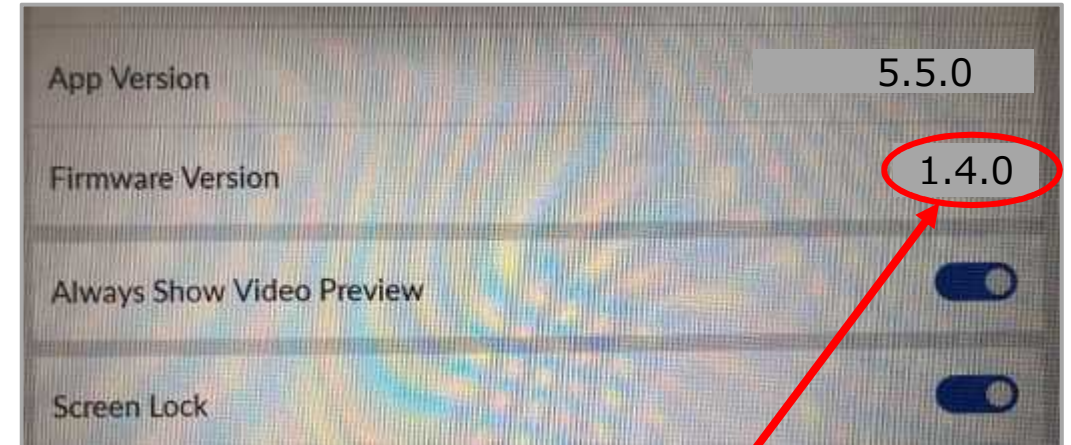 App Version
5.5.0
Firmware Version
1.4.0
Always Show Video Preview
Screen Lock